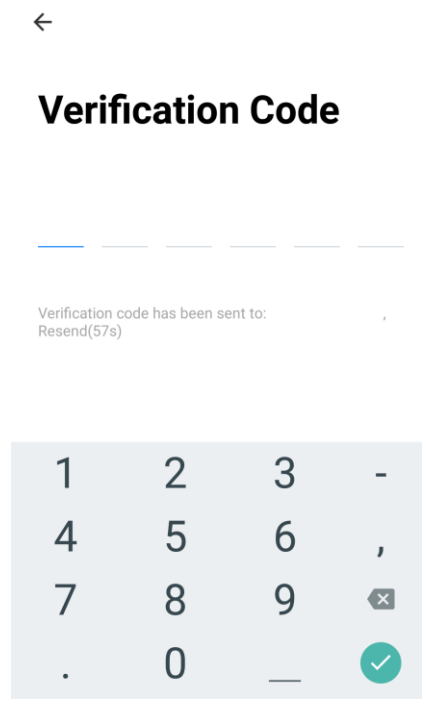 Verification Code
Verification code has been sent to: ,
Resend(57s)
1 2 3 -
4 5 6 ,
7 8 9
. 0 _